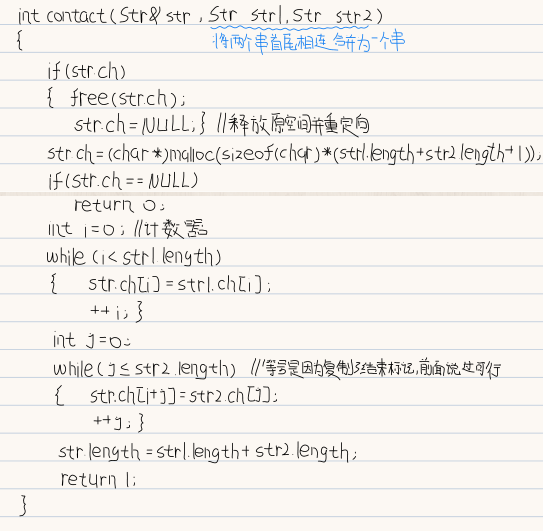 int contact(Str& str, Str str1, Str str2)
{ 将两个串首尾相连合并为一个串
if(str.ch)
{ free(str.ch);
str.ch=NULL;} //释放原空间并重定向
str.ch=(char*)malloc(sizeof(char)*(str1.length+str2.length+1));
if(str.ch==NULL)
return 0;
int i=0; //计数器
while(i<str1.length)
{ str.ch[i]=str1.ch[i];
++i;}
int j=0;
while(j≤str2.length) //等号是因为复制了结束标记,前面说过可行
{ str.ch[i+j]=str2.ch[j];
++j;}
str.length=str1.length+str2.length;
return 1;
}